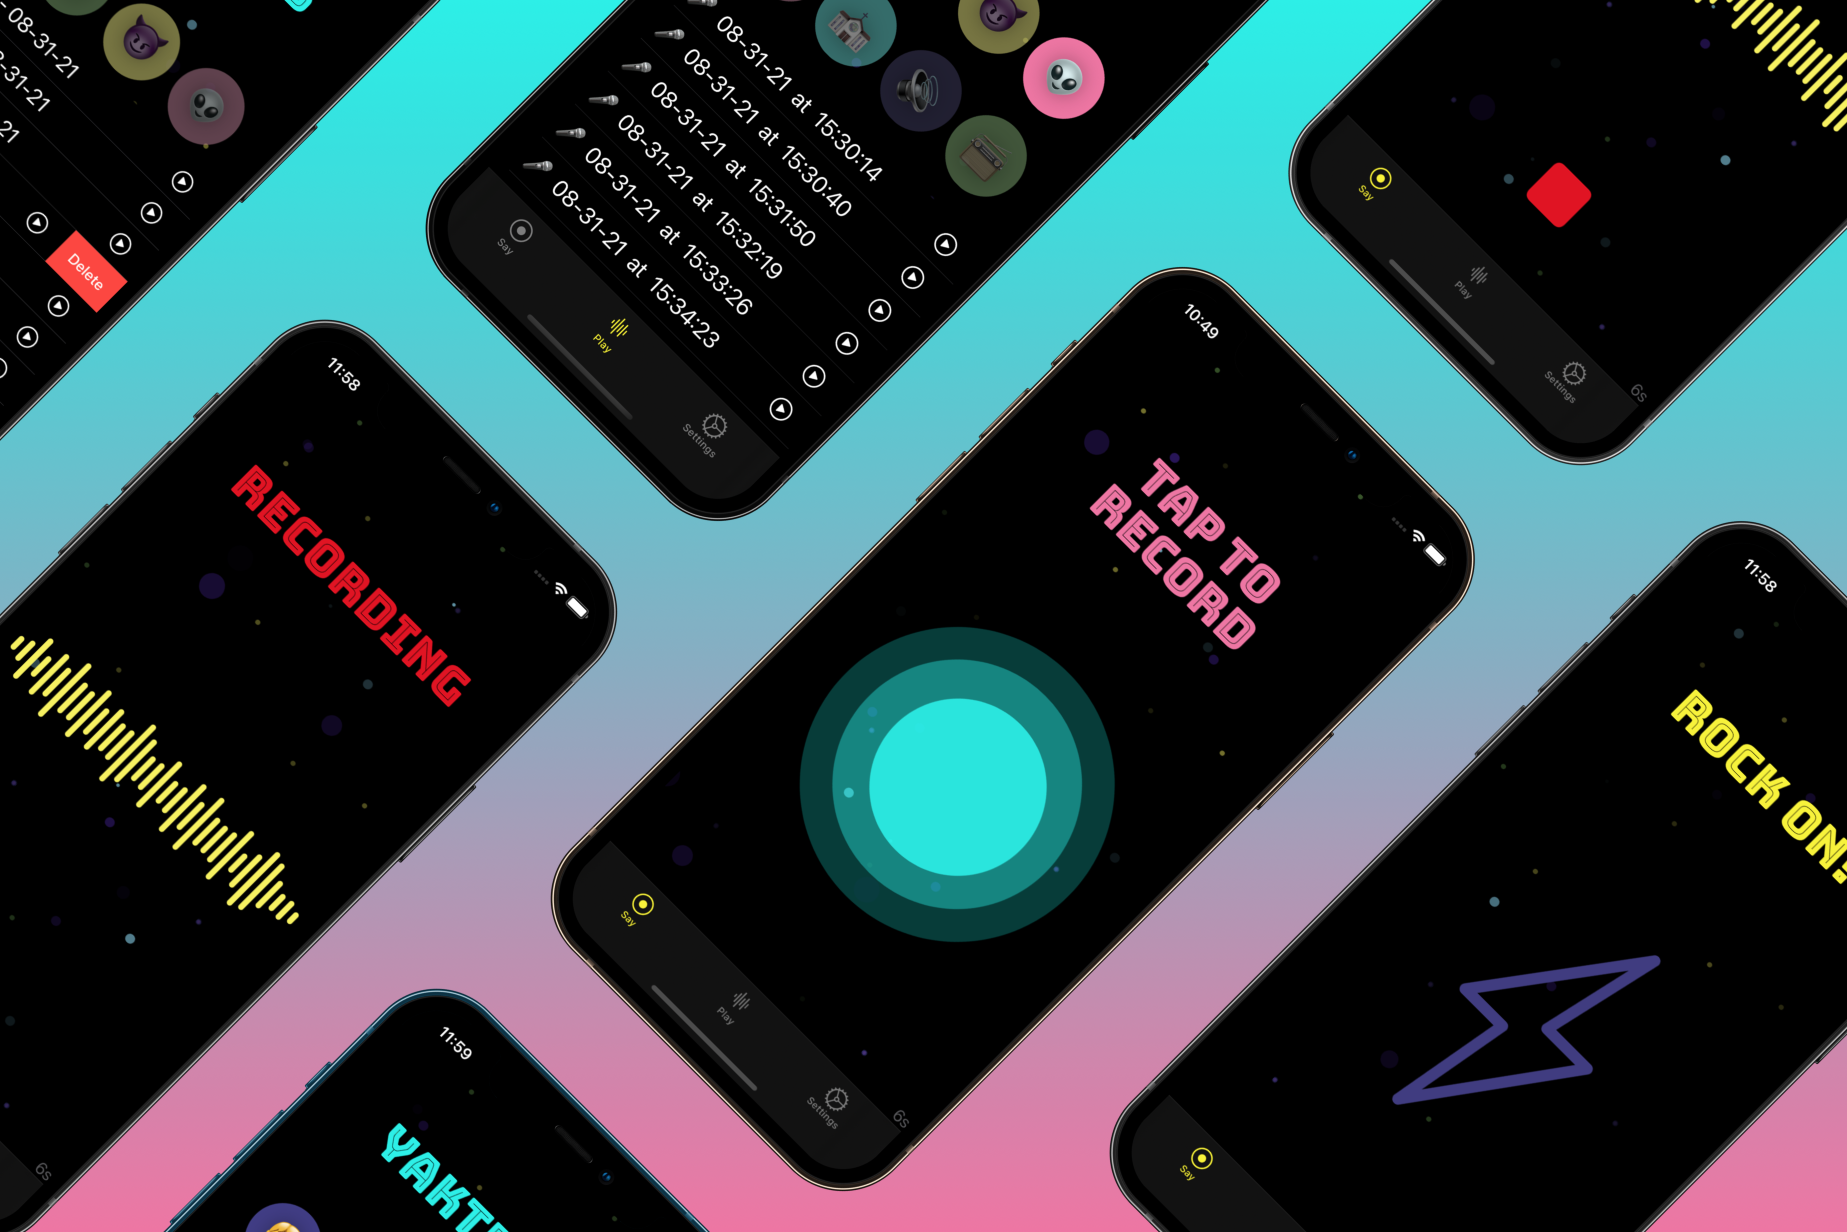 08-31-21
-31-21
21
Delete
08-31-21 at 15:30:14
08-31-21 at 15:30:40
08-31-21 at 15:31:50
08-31-21 at 15:32:19
08-31-21 at 15:33:26
08-31-21 at 15:34:23
Say
Play
Settings
Say
Play
Settings
6s
11:58
RECORDING
6s
10:49
TAP TO
RECORD
Say
Play
Settings
6s
11:58
ROCK ON!
Say
11:59